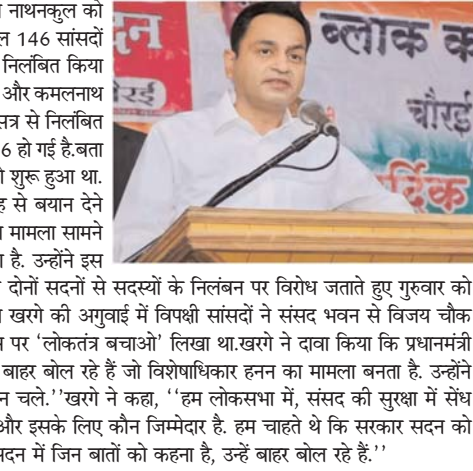 नाथनकुल को
146 सांसदों
निलंबित किया
और कमलनाथ
सत्र से निलंबित
6 हो गई है.बता
शुरू हुआ था.
से बयान देने
मामला सामने
है. उन्होंने इस
दोनों सदनों से सदस्यों के निलंबन पर विरोध जताते हुए गुरुवार को
खरगे की अगुवाई में विपक्षी सांसदों ने संसद भवन से विजय चौक
पर ‘लोकतंत्र बचाओ’ लिखा था.खरगे ने दावा किया कि प्रधानमंत्री
बाहर बोल रहे हैं जो विशेषाधिकार हनन का मामला बनता है. उन्होंने
न चले.’’खरगे ने कहा, ‘‘हम लोकसभा में, संसद की सुरक्षा में सेंध
और इसके लिए कौन जिम्मेदार है. हम चाहते थे कि सरकार सदन को
सदन में जिन बातों को कहना है, उन्हें बाहर बोल रहे हैं.’’
ब्लाक
चौरई